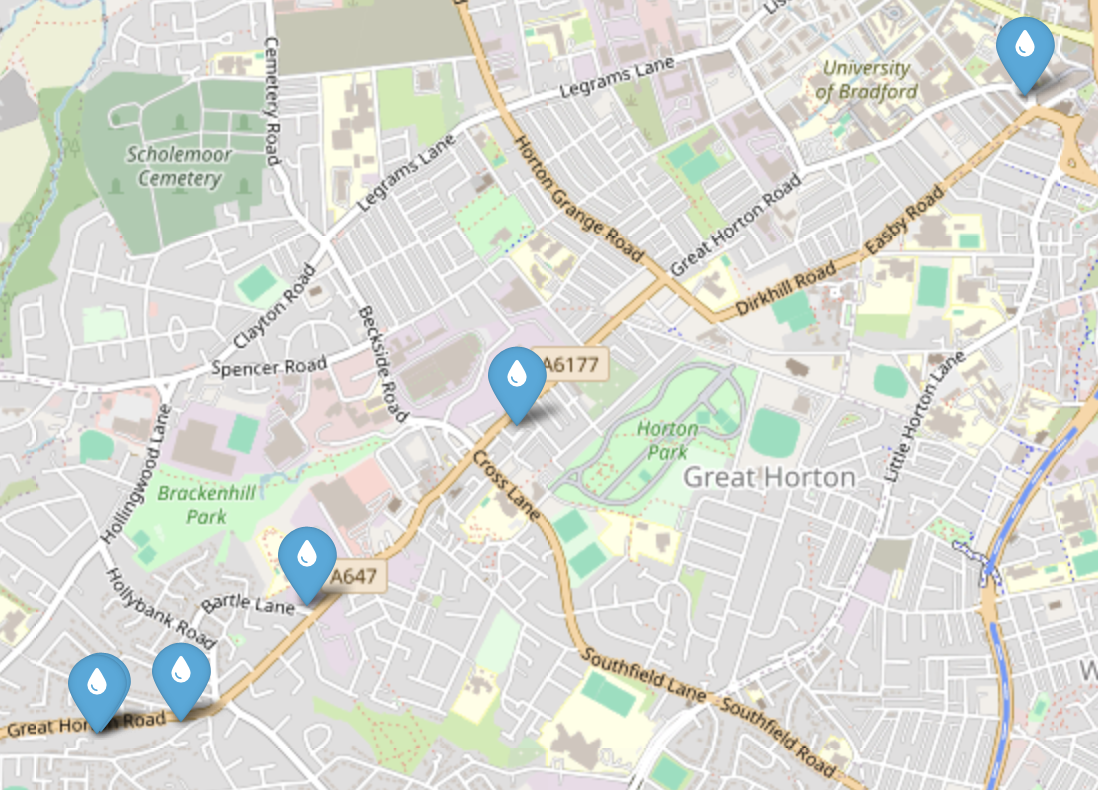 Lis
Cemetery Road
Legrams Lane
University
of Bradford
Scholemoor
Cemetery
Legrams Lane
Horton Grange Road
Great Horton Road
Easby Road
Dirkhill Road
Clayton Road
Beckside Road
Spencer Road
A6177
Little Horton Lane
Hollingwood Lane
Horton
Park
Great Horton
Cross Lane
Brackenhill
Park
A647
Hollybank Road
Bartle Lane
Southfield Lane
Southfield Road
W
Great Hor n Road